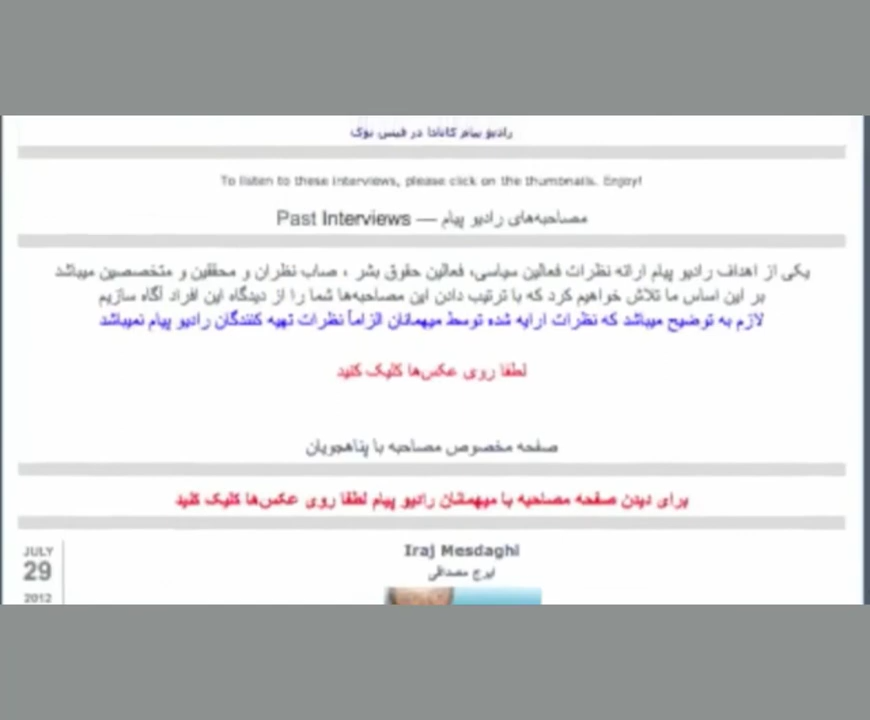 رادیو پیام کانادا در فیس بوک
To listen to these interviews, please click on the thumbnails. Enjoy!
Past Interviews — مصاحبه‌های رادیو پیام
یکی از اهداف رادیو پیام ارائه نظرات فعالین سیاسی، فعالین حقوق بشر ، صاب نظران و محققین و متخصصین میباشد
بر این اساس ما تلاش خواهیم کرد که با ترتیب دادن این مصاحبه‌ها شما را از دیدگاه این افراد آگاه سازیم
لازم به توضیح میباشد که نظرات ارایه شده توسط میهمانان الزاماً نظرات تهیه کنندگان رادیو پیام نمیباشد
لطفا روی عکس‌ها کلیک کنید
صفحه مخصوص مصاحبه با پناهجویان
برای دیدن صفحه مصاحبه با میهمانان رادیو پیام لطفا روی عکس‌ها کلیک کنید
JULY
29
2012
Iraj Mesdaghi
ایرج مصداقی